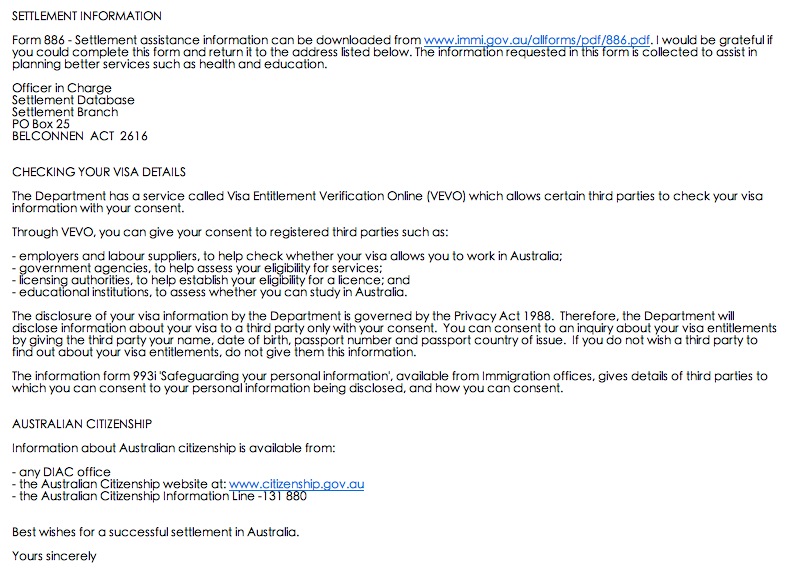 SETTLEMENT INFORMATION
Form 886 - Settlement assistance information can be downloaded from www.immi.gov.au/allforms/pdf/886.pdf. I would be grateful if
you could complete this form and return it to the address listed below. The information requested in this form is collected to assist in
planning better services such as health and education.
Officer in Charge
Settlement Database
Settlement Branch
PO Box 25
BELCONNEN ACT 2616
CHECKING YOUR VISA DETAILS
The Department has a service called Visa Entitlement Verification Online (VEVO) which allows certain third parties to check your visa
information with your consent.
Through VEVO, you can give your consent to registered third parties such as:
- employers and labour suppliers, to help check whether your visa allows you to work in Australia;
- government agencies, to help assess your eligibility for services;
- licensing authorities, to help establish your eligibility for a licence; and
- educational institutions, to assess whether you can study in Australia.
The disclosure of your visa information by the Department is governed by the Privacy Act 1988. Therefore, the Department will
disclose information about your visa to a third party only with your consent. You can consent to an inquiry about your visa entitlements
by giving the third party your name, date of birth, passport number and passport country of issue. If you do not wish a third party to
find out about your visa entitlements, do not give them this information.
The information form 993i 'Safeguarding your personal information', available from Immigration offices, gives details of third parties to
which you can consent to your personal information being disclosed, and how you can consent.
AUSTRALIAN CITIZENSHIP
Information about Australian citizenship is available from:
- any DIAC office
- the Australian Citizenship website at: www.citizenship.gov.au
- the Australian Citizenship Information Line -131 880
Best wishes for a successful settlement in Australia.
Yours sincerely